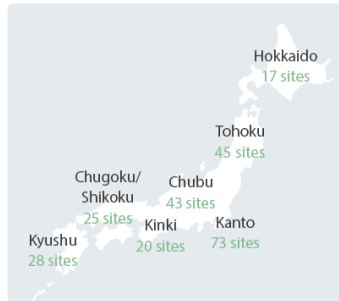 Hokkaido
17 sites
Tohoku
45 sites
Chugoku/
Shikoku
25 sites
Chubu
43 sites
Kinki
20 sites
Kanto
73 sites
Kyushu
28 sites